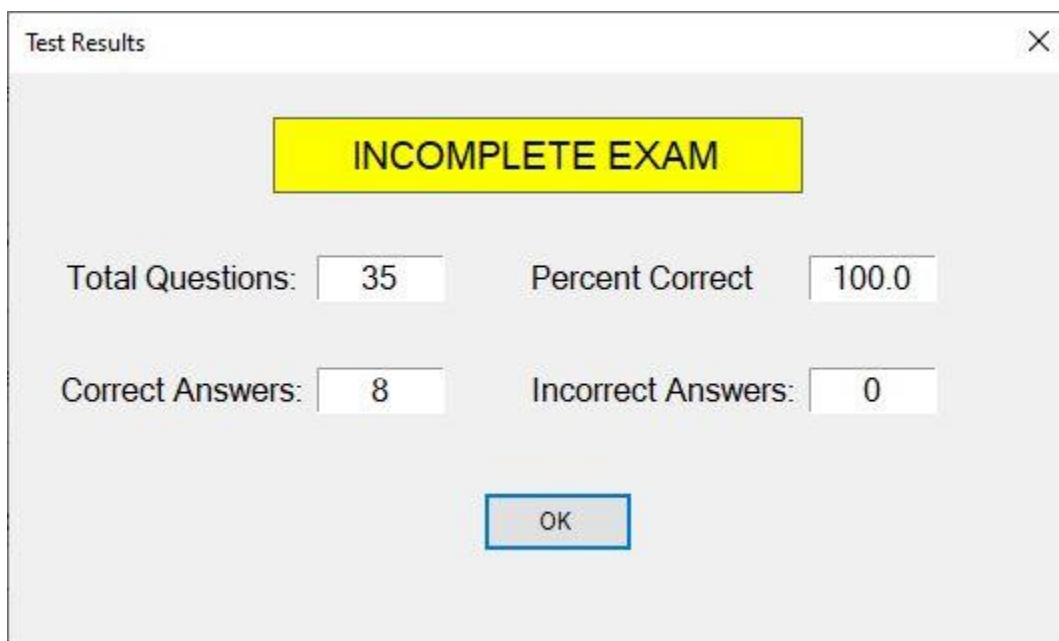 Test Results
INCOMPLETE EXAM
Total Questions: 35 Percent Correct 100.0
Correct Answers: 8 Incorrect Answers: 0
OK